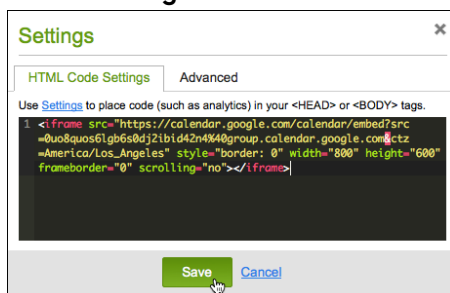 Settings
×
HTML Code Settings
Advanced
Use Settings to place code (such as analytics) in your <HEAD> or <BODY> tags.
1 <iframe src="https://calendar.google.com/calendar/embed?src
=0uo8quos6lgb6s0dj2ibid42n4%40group.calendar.google.com&ctz
=America/Los_Angeles" style="border: 0" width="800" height="600"
frameborder="0" scrolling="no"></iframe>
Save
Cancel